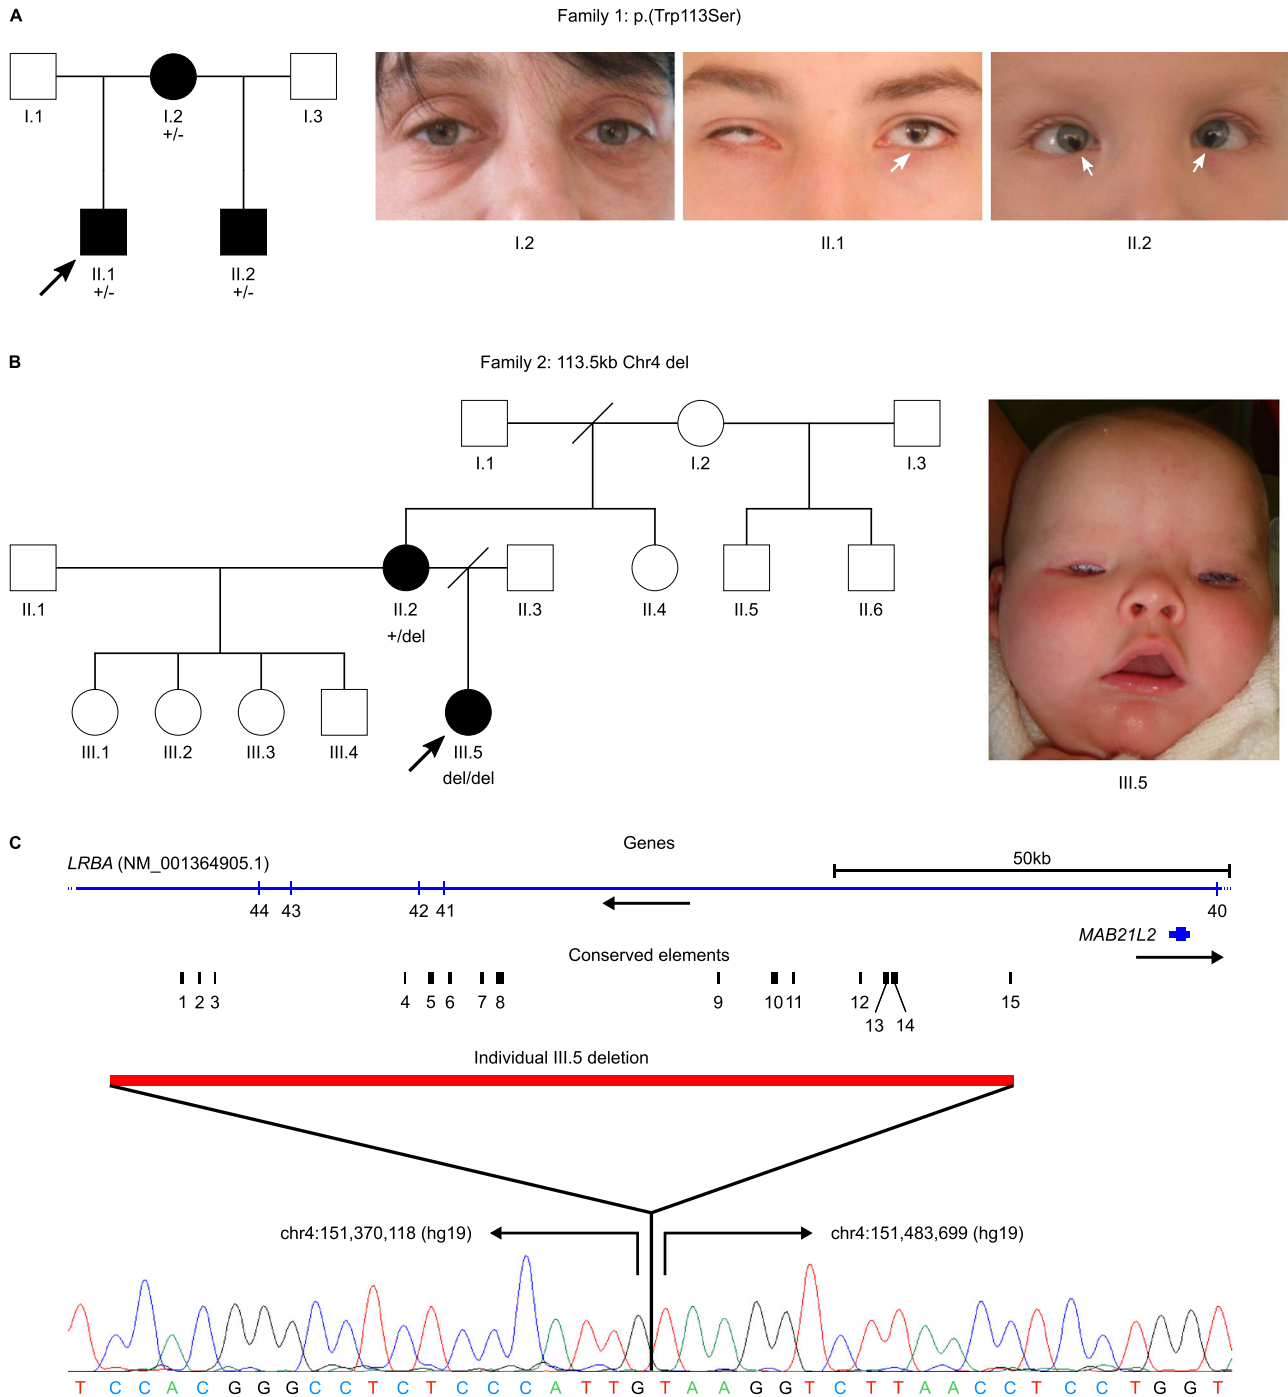 A
Family 1: p.(Trp113Ser)
I.1
I.2
+/-
I.3
II.1
+/-
II.2
+/-
I.2
II.1
II.2
B
Family 2: 113.5kb Chr4 del
I.1
I.2
I.3
II.1
II.2
+/del
II.3
II.4
II.5
II.6
III.1
III.2
III.3
III.4
III.5
del/del
III.5
C
Genes
LRBA (NM_001364905.1)
50kb
44 43 42 41 40
MAB21L2
Conserved elements
1 2 3 4 5 6 7 8 9 10 11 12 13 14 15
Individual III.5 deletion
chr4:151,370,118 (hg19)
chr4:151,483,699 (hg19)
T C C A C G G G C C T C T C C C A T T G T A A G G T C T T A A C C T C C T G G T